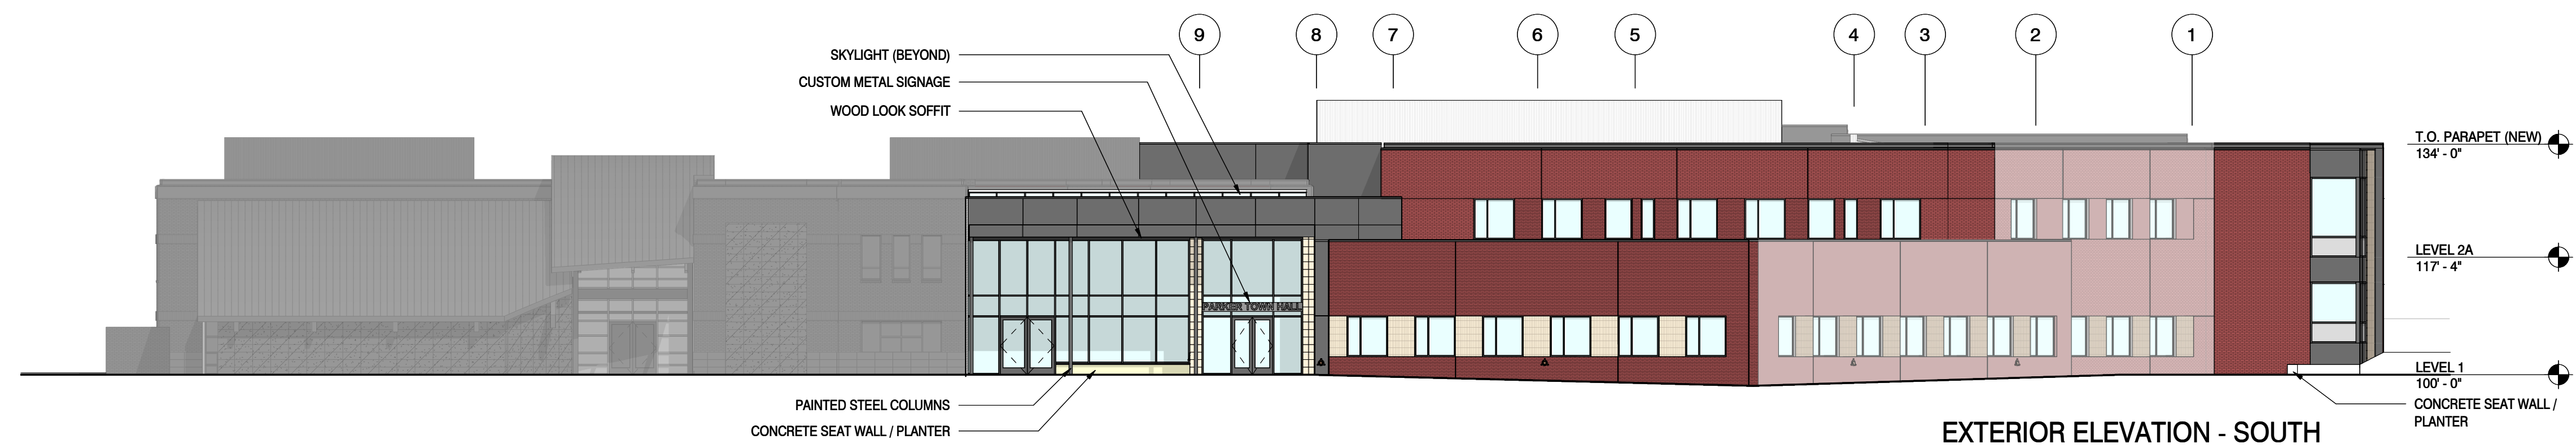 9
8
7
6
5
4
3
2
1
SKYLIGHT (BEYOND)
CUSTOM METAL SIGNAGE
WOOD LOOK SOFFIT
T.O. PARAPET (NEW)
134' - 0"
LEVEL 2A
117' - 4"
PARKER TOWN HALL
LEVEL 1
100' - 0"
PAINTED STEEL COLUMNS
CONCRETE SEAT WALL / PLANTER
CONCRETE SEAT WALL /
PLANTER
EXTERIOR ELEVATION - SOUTH